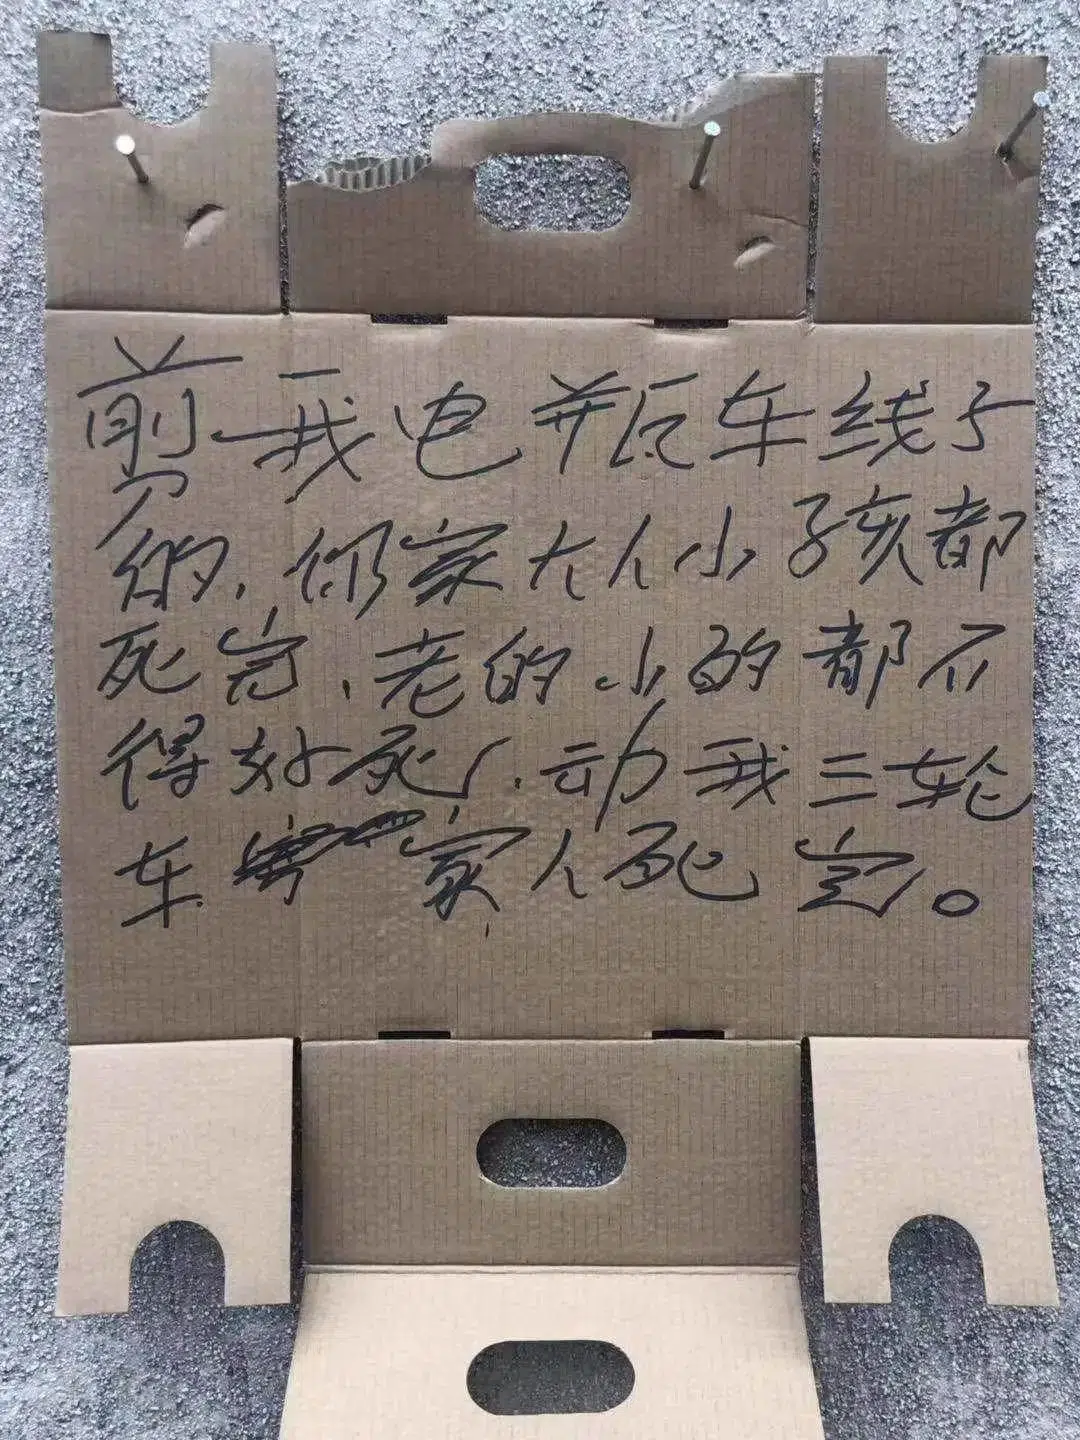 剪我电并瓦车线子
的，你家大人小孩都
死完，老的小的都不
得好死，动我三轮
车 家人死完。